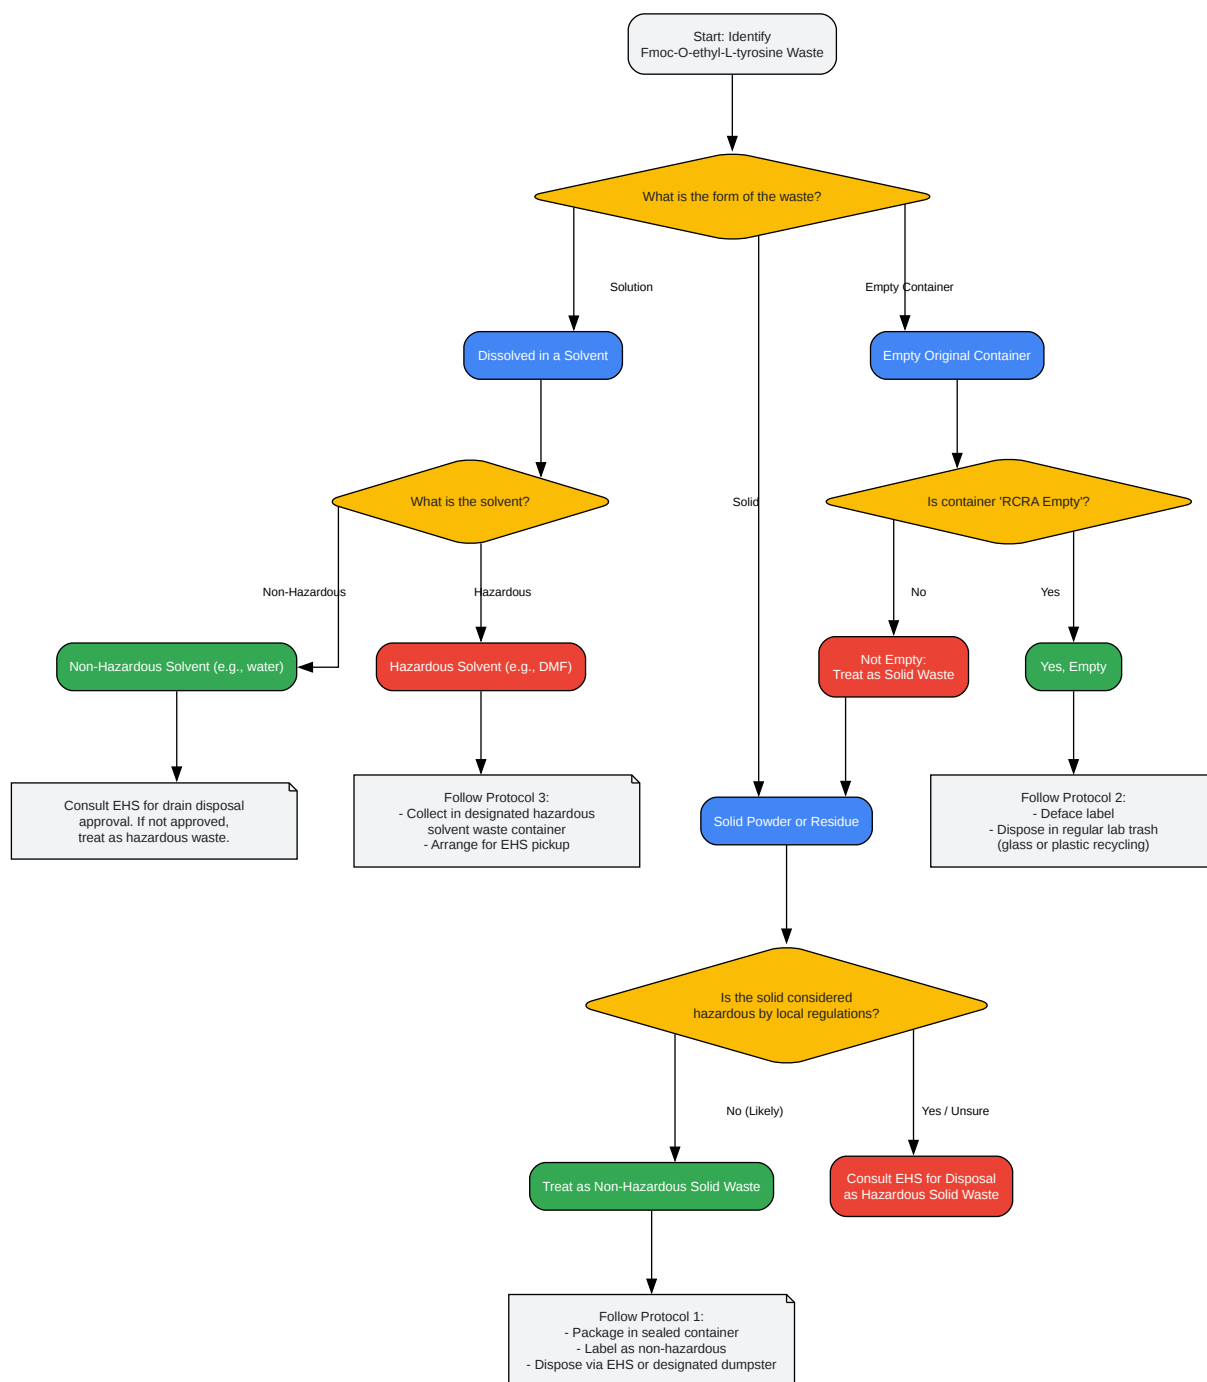 Start: Identify
Fmoc-O-ethyl-L-tyrosine Waste
What is the form of the waste?
Solution
Empty Container
Dissolved in a Solvent
Empty Original Container
What is the solvent?
Solid
Is container 'RCRA Empty'?
Non-Hazardous
Hazardous
No
Yes
Non-Hazardous Solvent (e.g., water)
Hazardous Solvent (e.g., DMF)
Not Empty:
Treat as Solid Waste
Yes, Empty
Consult EHS for drain disposal
approval. If not approved,
treat as hazardous waste.
Follow Protocol 3:
- Collect in designated hazardous
solvent waste container
- Arrange for EHS pickup
Solid Powder or Residue
Follow Protocol 2:
- Deface label
- Dispose in regular lab trash
(glass or plastic recycling)
Is the solid considered
hazardous by local regulations?
No (Likely)
Yes / Unsure
Treat as Non-Hazardous Solid Waste
Consult EHS for Disposal
as Hazardous Solid Waste
Follow Protocol 1:
- Package in sealed container
- Label as non-hazardous
- Dispose via EHS or designated dumpster